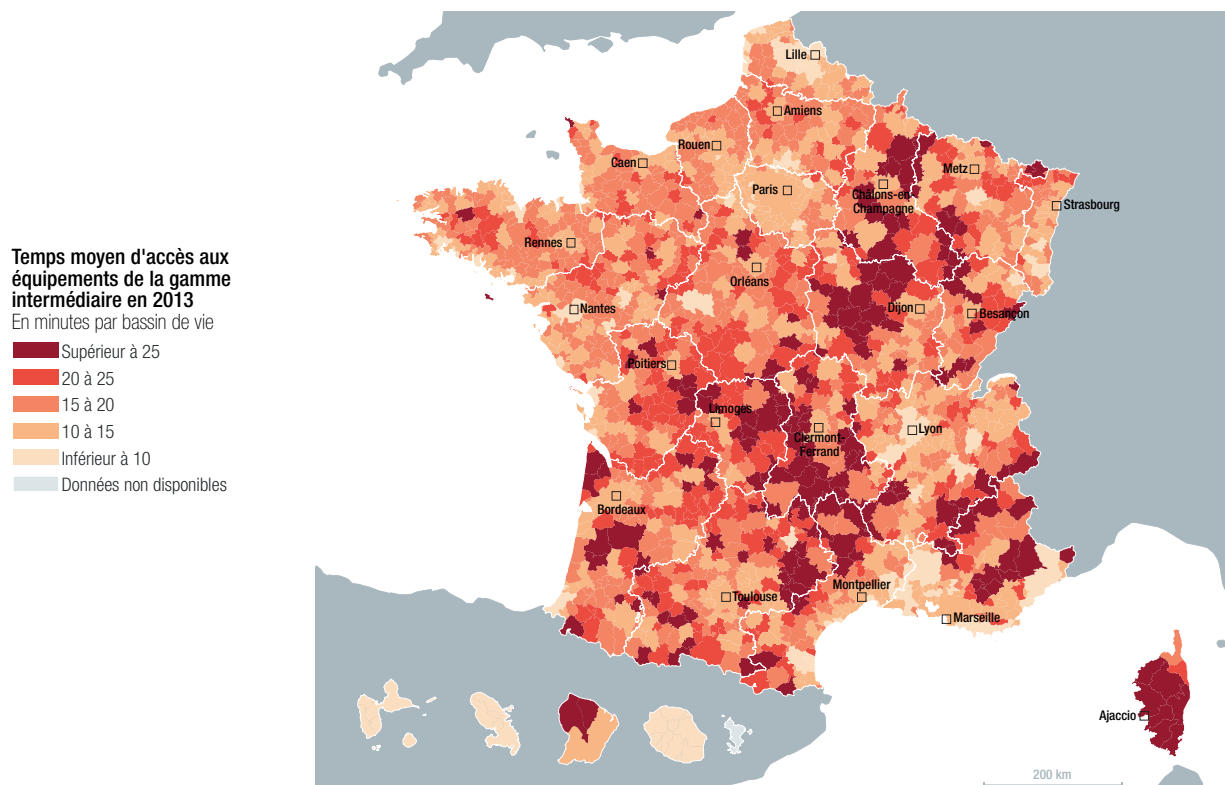 Temps moyen d'accès aux
équipements de la gamme
intermédiaire en 2013
En minutes par bassin de vie
Supérieur à 25
20 à 25
15 à 20
10 à 15
Inférieur à 10
Données non disponibles
Lille
Amiens
Rouen
Caen
Metz
Paris
Châlons-en-
Champagne
Strasbourg
Rennes
Orléans
Nantes
Dijon
Besançon
Poitiers
Limoges
Clermont-
Ferrand
Lyon
Bordeaux
Toulouse
Montpellier
Marseille
Ajaccio
200 km